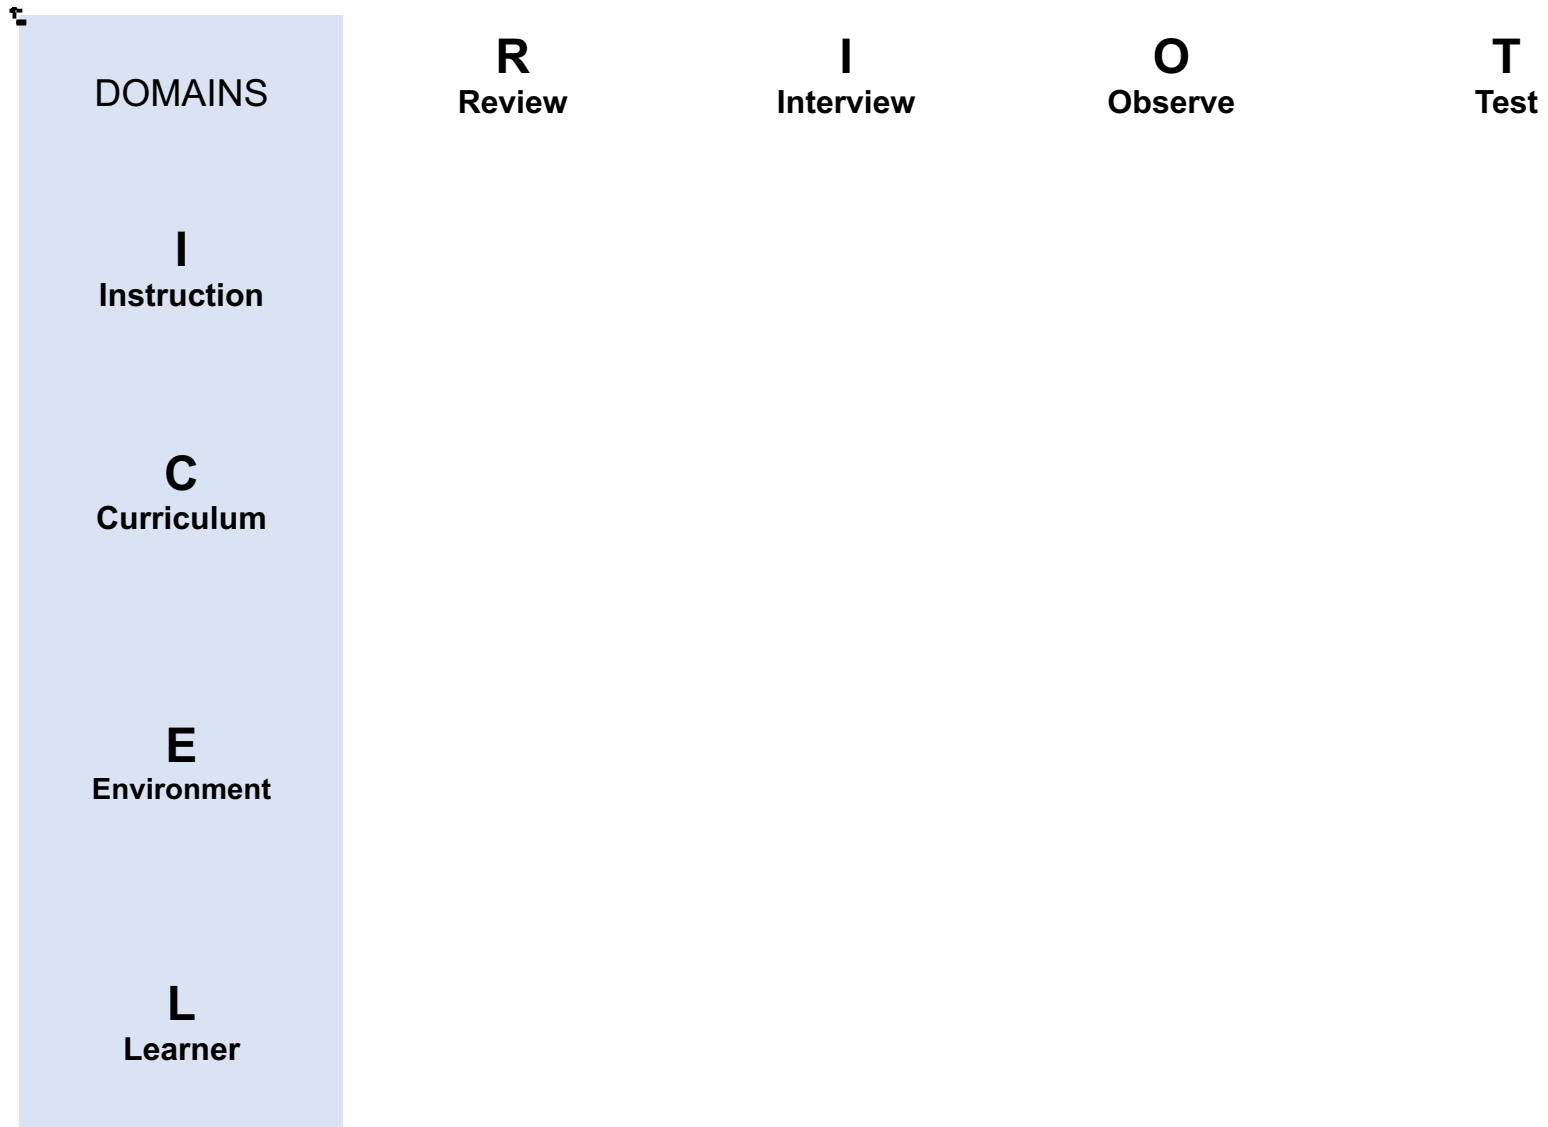 DOMAINS
R
Review
I
Interview
O
Observe
T
Test
I
Instruction
C
Curriculum
E
Environment
L
Learner